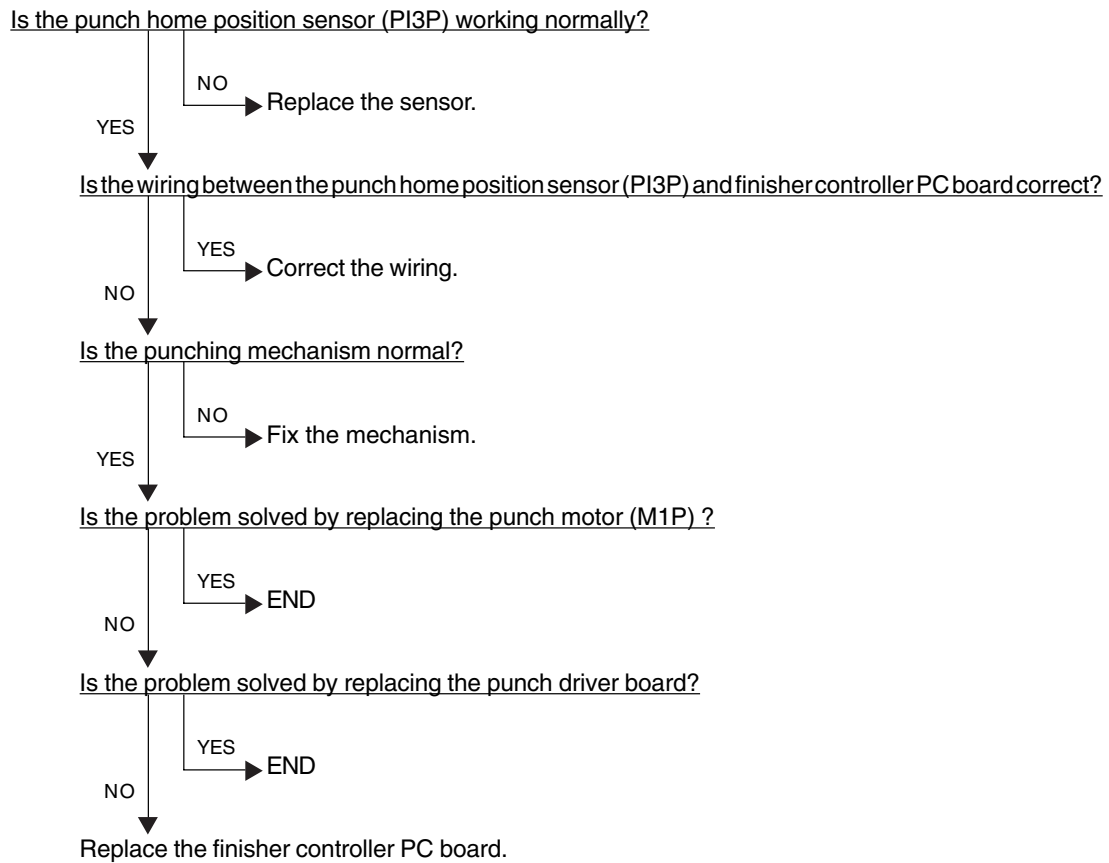 Is the punch home position sensor (PI3P) working normally?
NO
Replace the sensor.
YES
Is the wiring between the punch home position sensor (PI3P) and finisher controller PC board correct?
YES
Correct the wiring.
NO
Is the punching mechanism normal?
NO
Fix the mechanism.
YES
Is the problem solved by replacing the punch motor (M1P) ?
YES
END
NO
Is the problem solved by replacing the punch driver board?
YES
END
NO
Replace the finisher controller PC board.